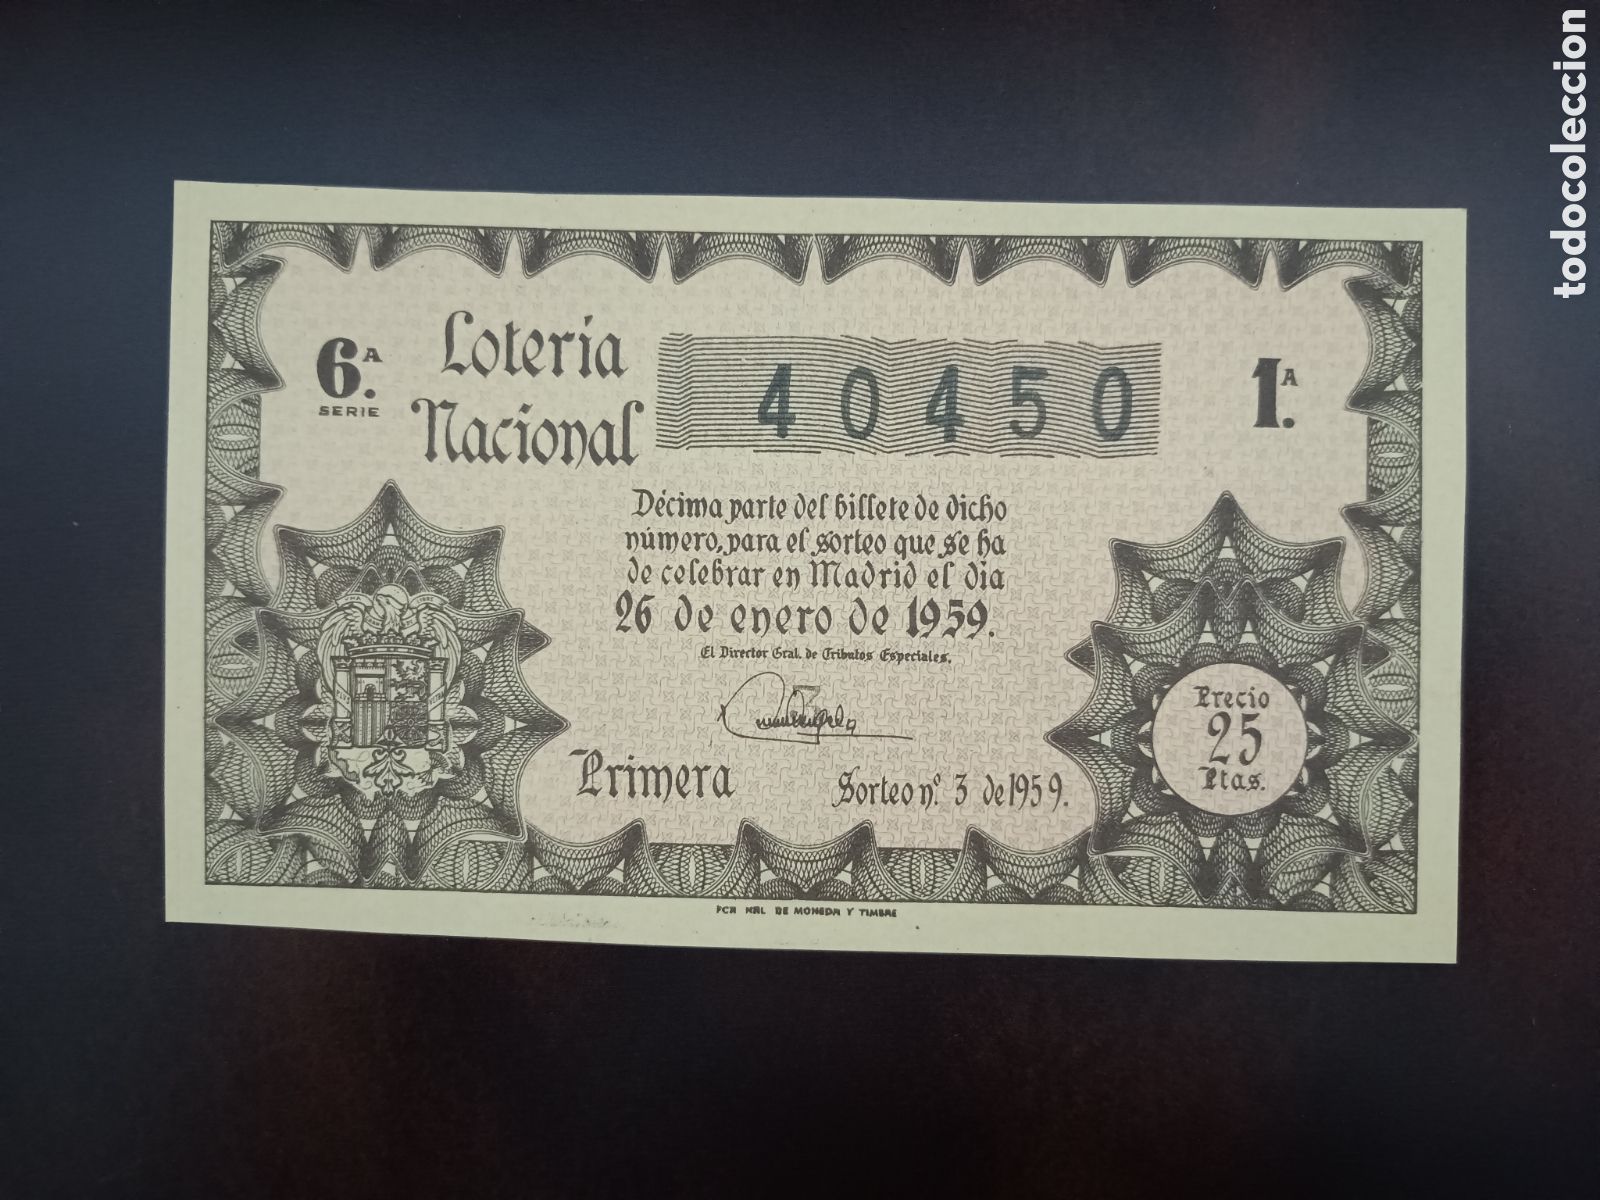 todocoleccion
6.A
SERIE
Lotería
Nacional
40450
1.A
Décima parte del billete de dicho
número, para el sorteo que se ha
de celebrar en Madrid el dia
26 de enero de 1959.
El Director Gral. de Tributos Especiales,
Primera
Sorteo nº. 3 de 1959.
Precio
25
Ptas.
FCA NAL DE MONEDA Y TIMBRE